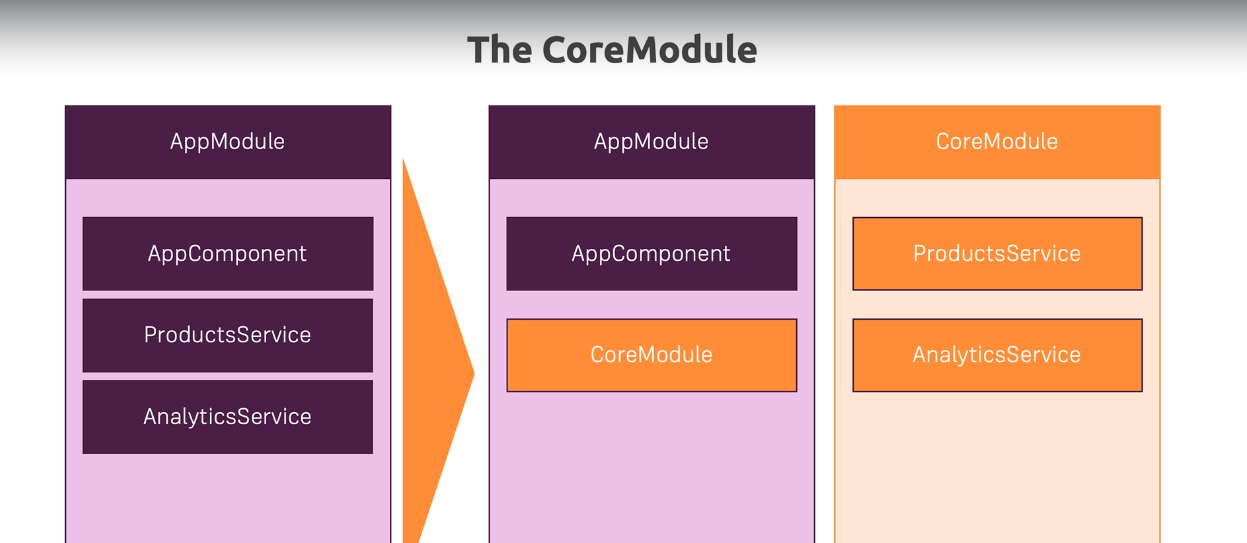 The CoreModule
AppModule
AppComponent
ProductsService
AnalyticsService
AppModule
AppComponent
CoreModule
CoreModule
ProductsService
AnalyticsService